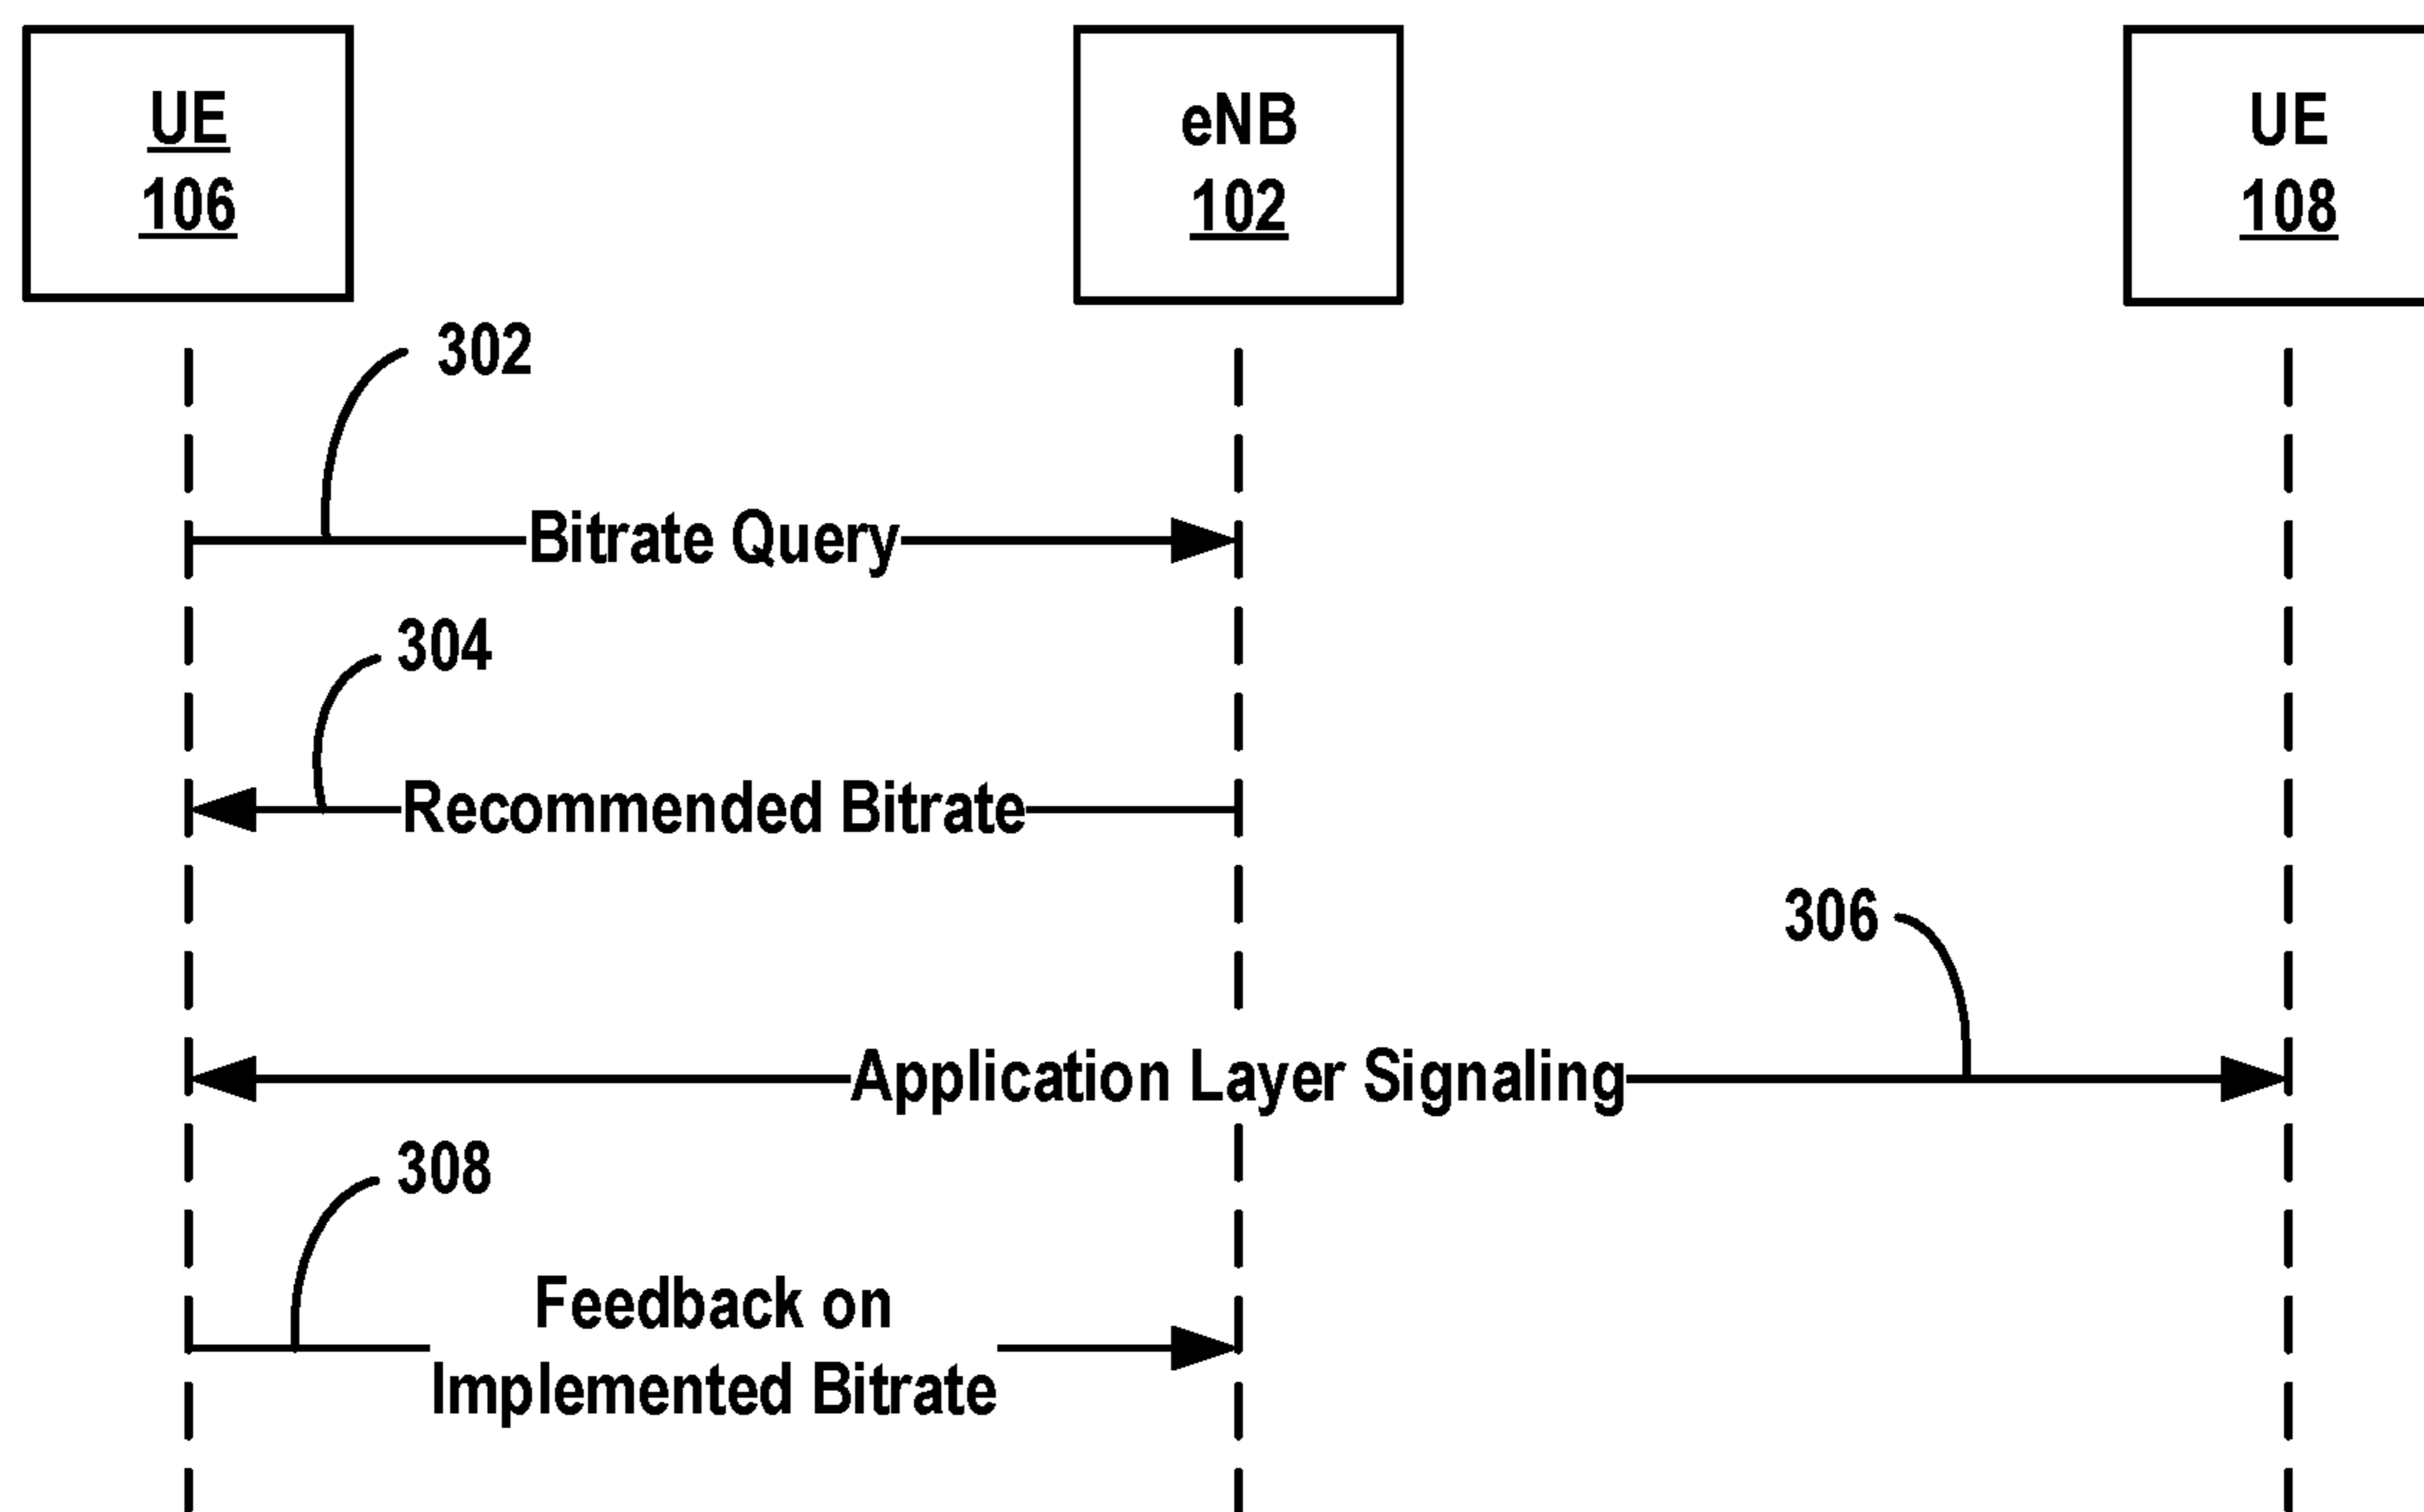 UE
106
eNB
102
UE
108
302
Bitrate Query
304
Recommended Bitrate
306
Application Layer Signaling
308
Feedback on
Implemented Bitrate